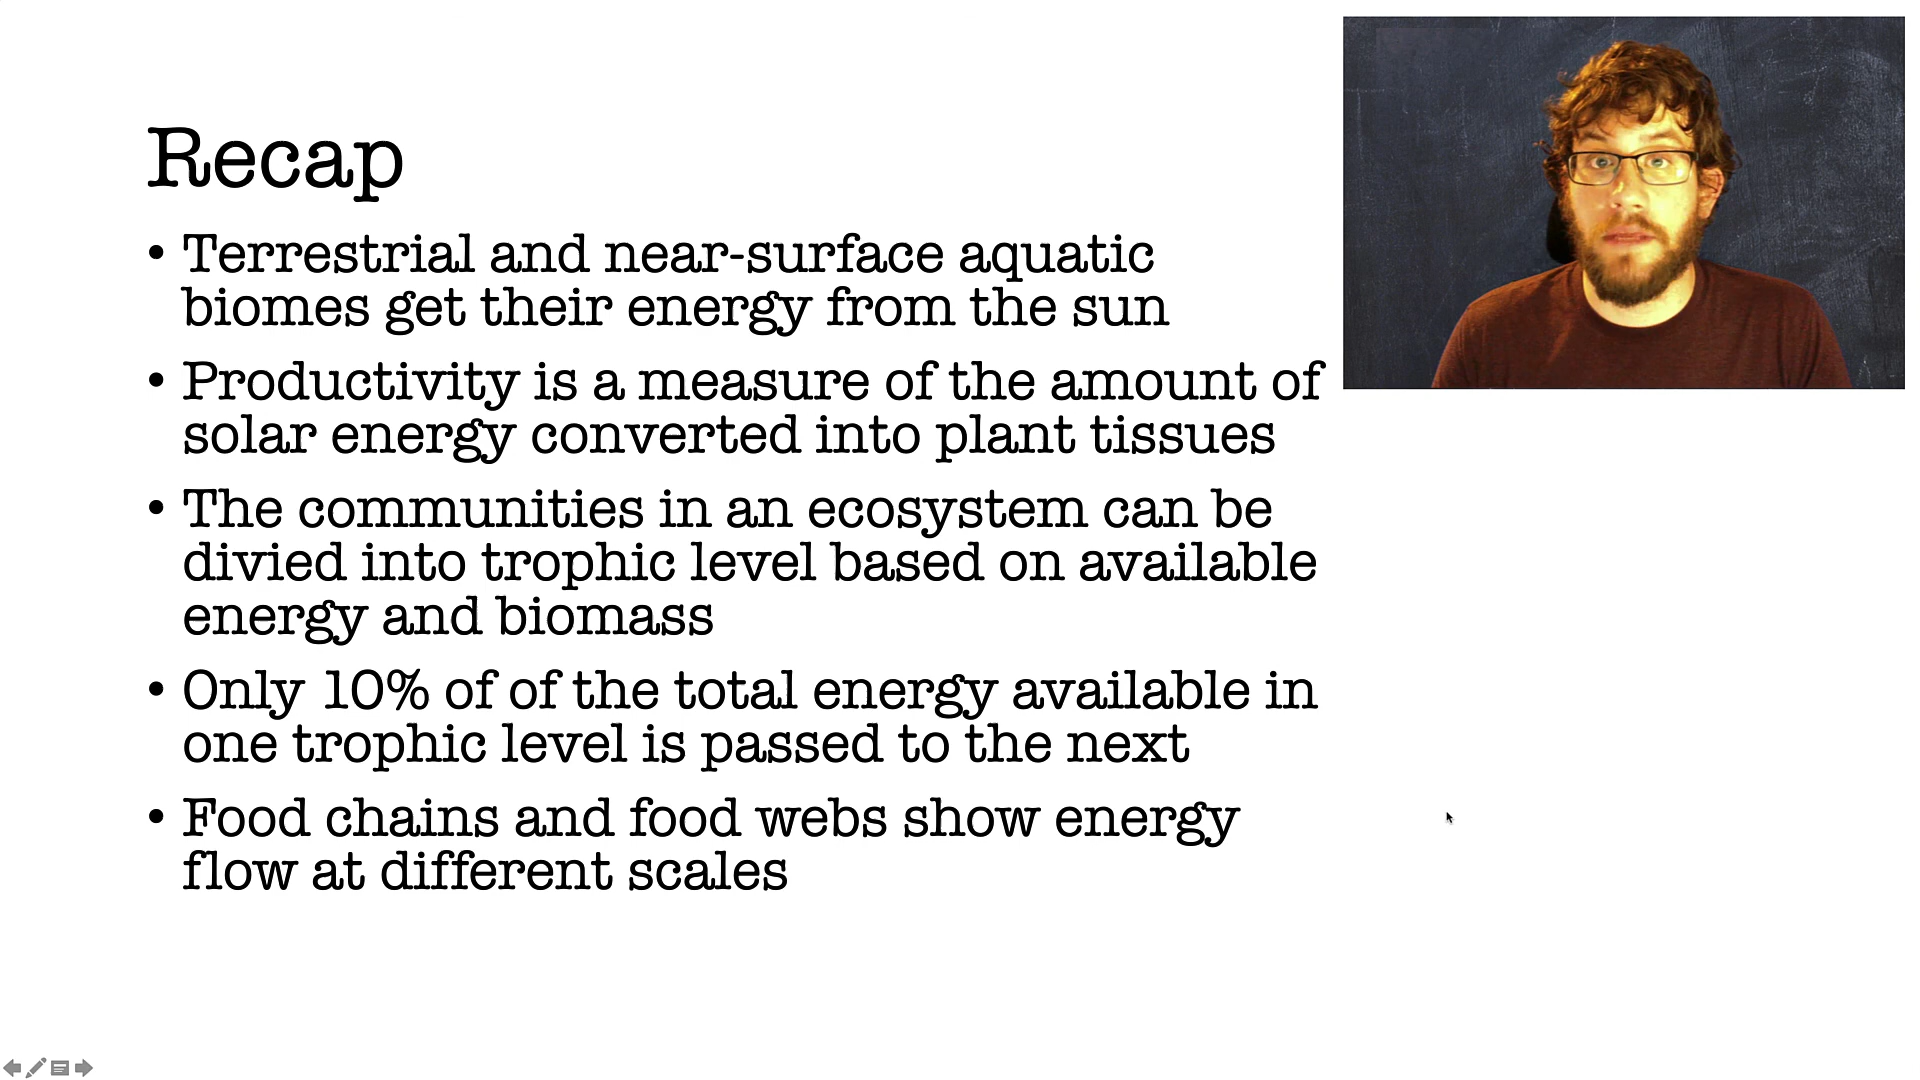 Recap
• Terrestrial and near-surface aquatic
biomes get their energy from the sun
• Productivity is a measure of the amount of
solar energy converted into plant tissues
• The communities in an ecosystem can be
divied into trophic level based on available
energy and biomass
• Only 10% of of the total energy available in
one trophic level is passed to the next
• Food chains and food webs show energy
flow at different scales